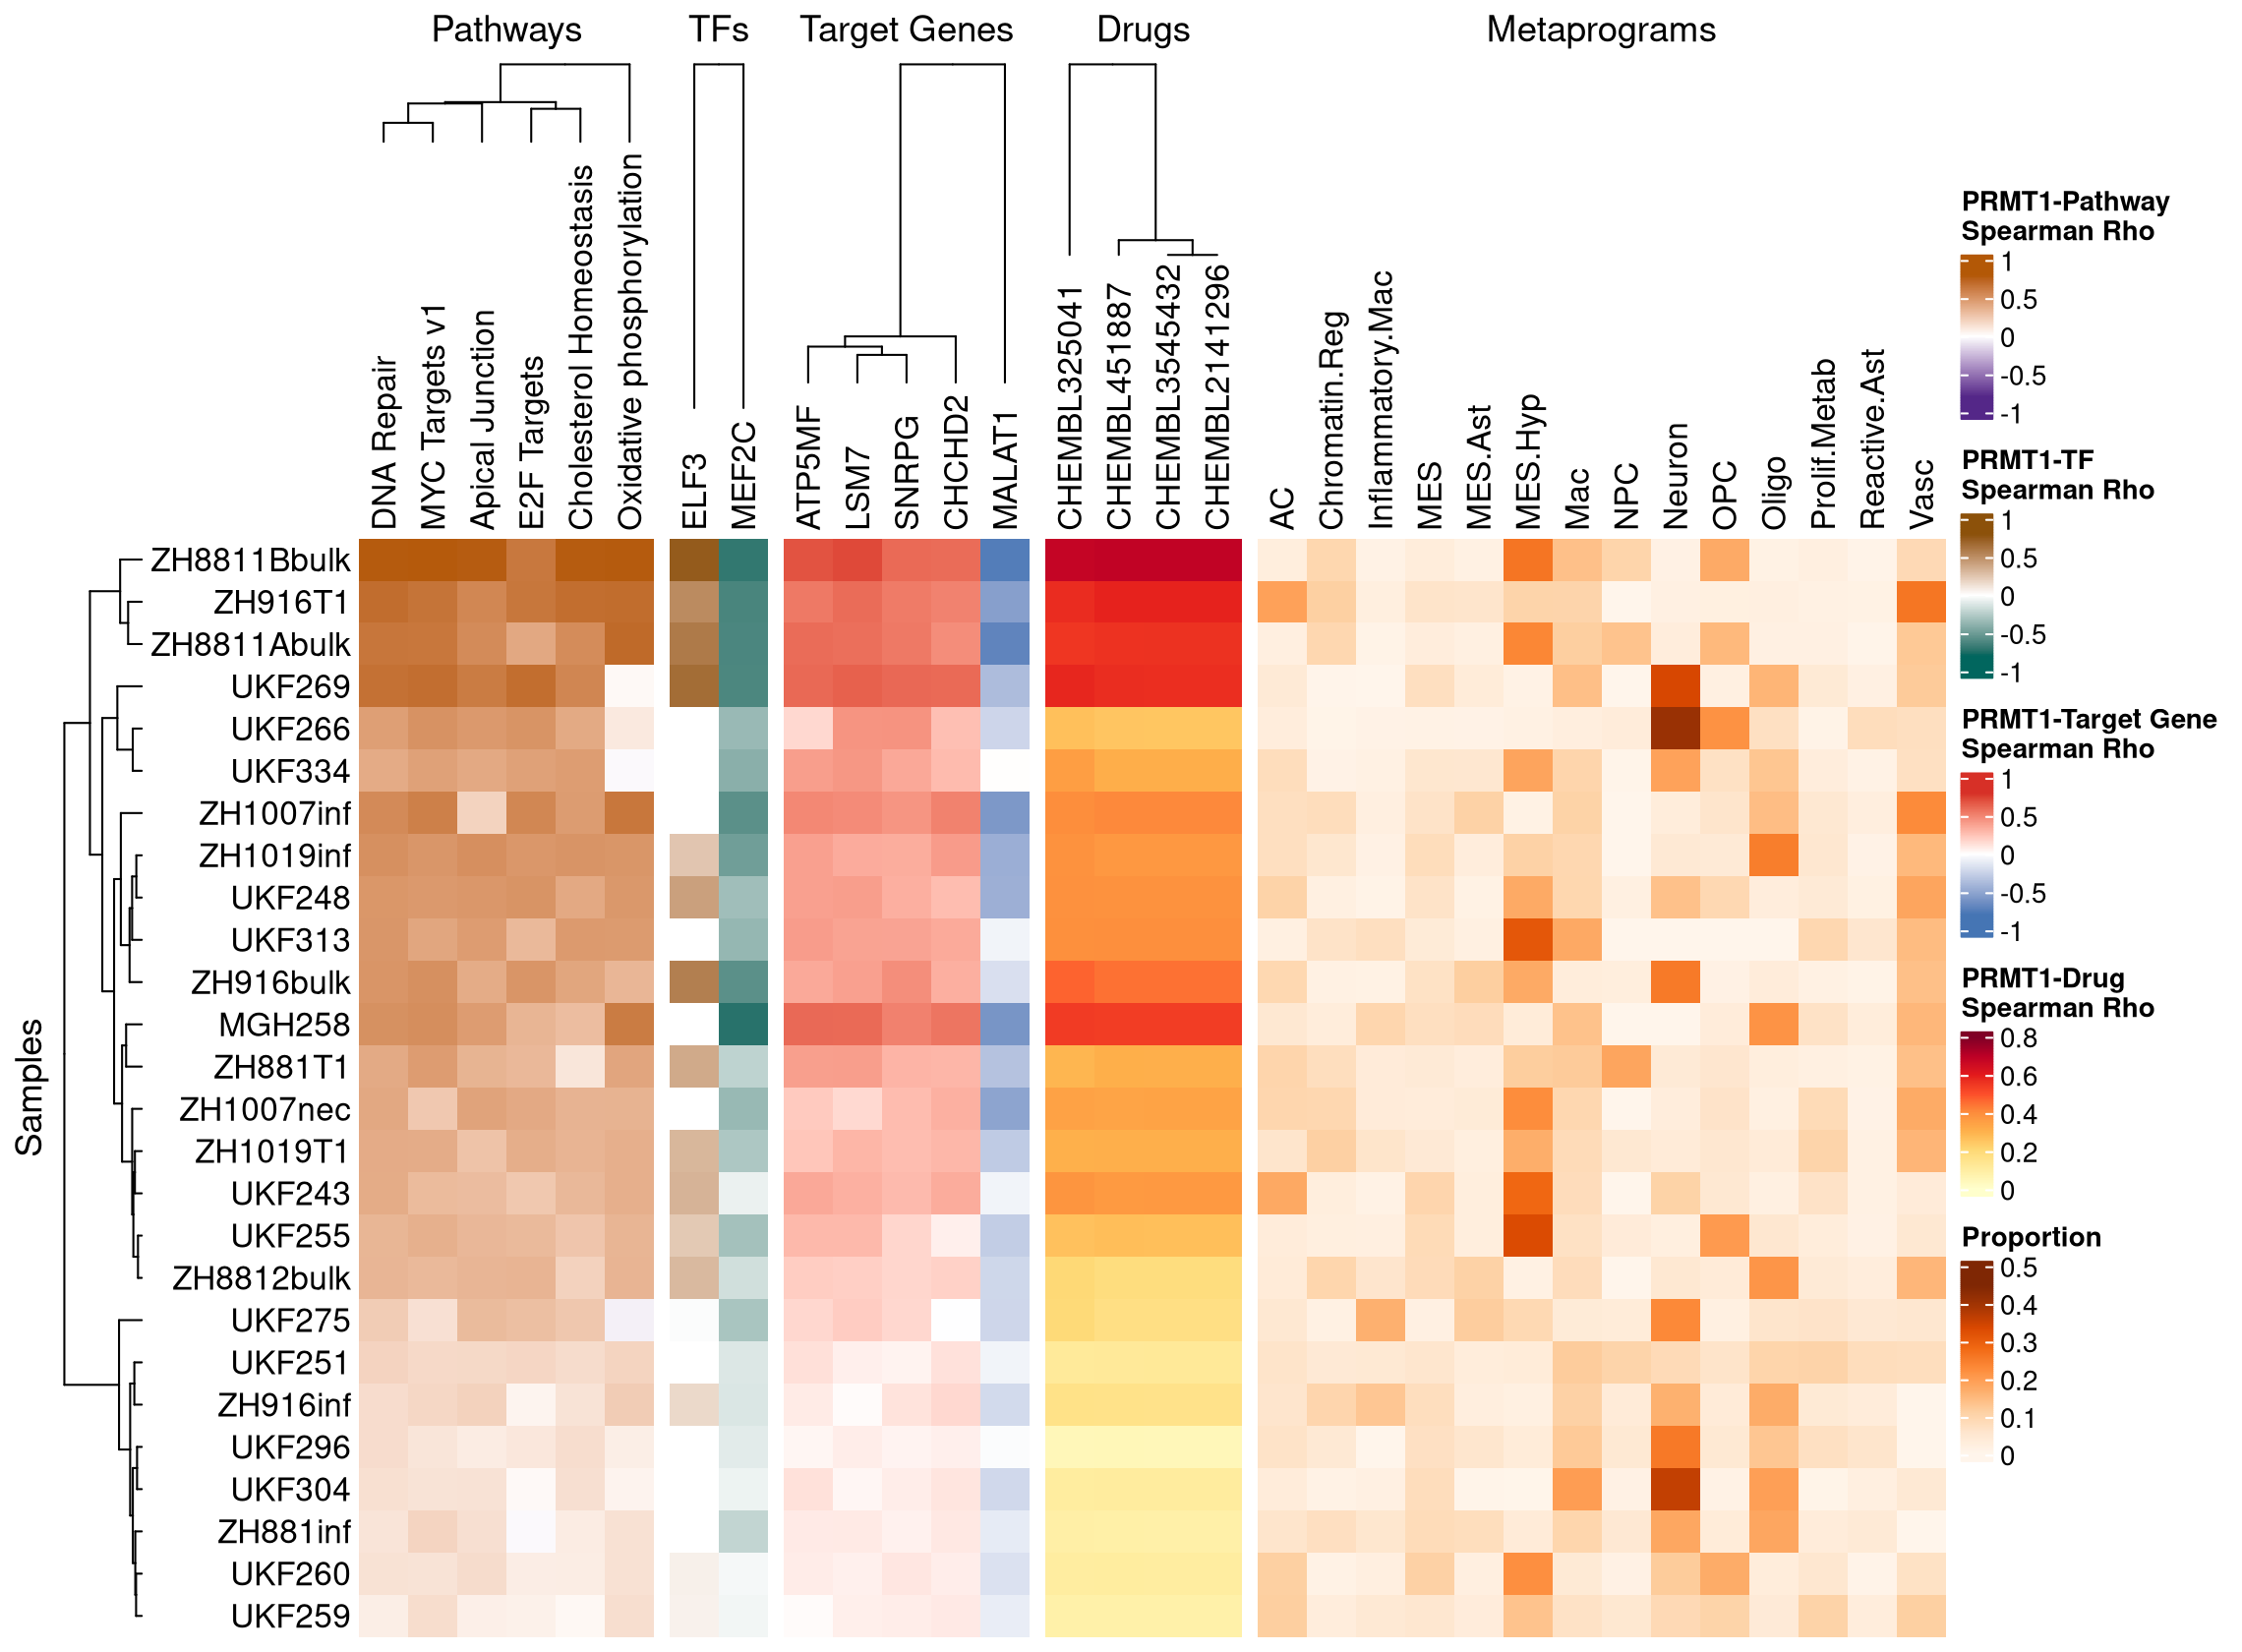 Pathways
TFs
Target Genes
Drugs
Metaprograms
DNA Repair
MYC Targets v1
Apical Junction
E2F Targets
Cholesterol Homeostasis
Oxidative phosphorylation
ELF3
MEF2C
ATP5MF
LSM7
SNRPG
CHCHD2
MALAT1
CHEMBL325041
CHEMBL451887
CHEMBL3545432
CHEMBL2141296
AC
Chromatin.Reg
Inflammatory.Mac
MES
MES.Ast
MES.Hyp
Mac
NPC
Neuron
OPC
Oligo
Prolif.Metab
Reactive.Ast
Vasc
Samples
ZH8811Bbulk
ZH916T1
ZH8811Abulk
UKF269
UKF266
UKF334
ZH1007inf
ZH1019inf
UKF248
UKF313
ZH916bulk
MGH258
ZH881T1
ZH1007nec
ZH1019T1
UKF243
UKF255
ZH8812bulk
UKF275
UKF251
ZH916inf
UKF296
UKF304
ZH881inf
UKF260
UKF259
PRMT1-Pathway
Spearman Rho
1
0.5
0
-0.5
-1
PRMT1-TF
Spearman Rho
1
0.5
0
-0.5
-1
PRMT1-Target Gene
Spearman Rho
1
0.5
0
-0.5
-1
PRMT1-Drug
Spearman Rho
0.8
0.6
0.4
0.2
0
Proportion
0.5
0.4
0.3
0.2
0.1
0